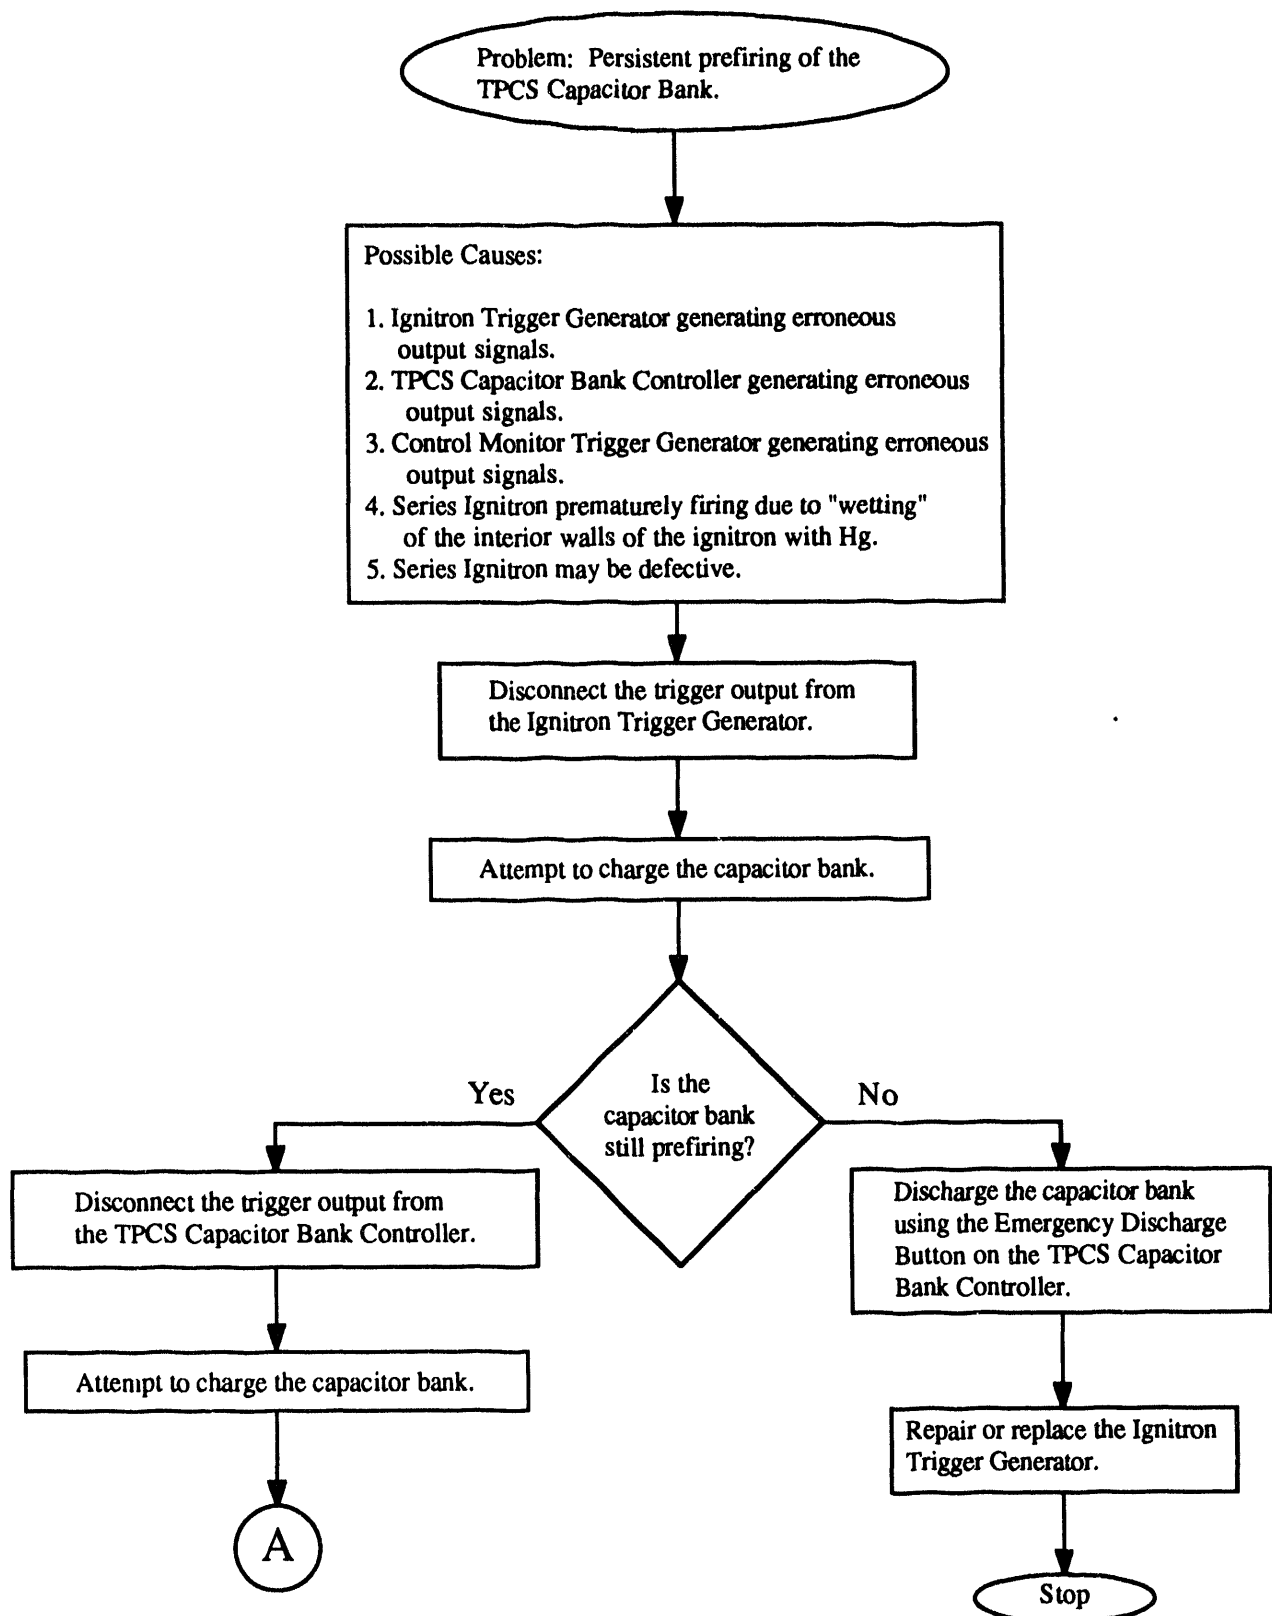 Problem: Persistent prefiring of the
TPCS Capacitor Bank.
Possible Causes:
1. Ignitron Trigger Generator generating erroneous
output signals.
2. TPCS Capacitor Bank Controller generating erroneous
output signals.
3. Control Monitor Trigger Generator generating erroneous
output signals.
4. Series Ignitron prematurely firing due to "wetting"
of the interior walls of the ignitron with Hg.
5. Series Ignitron may be defective.
Disconnect the trigger output from
the Ignitron Trigger Generator.
Attempt to charge the capacitor bank.
Is the
capacitor bank
still prefiring?
Yes
No
Disconnect the trigger output from
the TPCS Capacitor Bank Controller.
Attempt to charge the capacitor bank.
A
Discharge the capacitor bank
using the Emergency Discharge
Button on the TPCS Capacitor
Bank Controller.
Repair or replace the Ignitron
Trigger Generator.
Stop